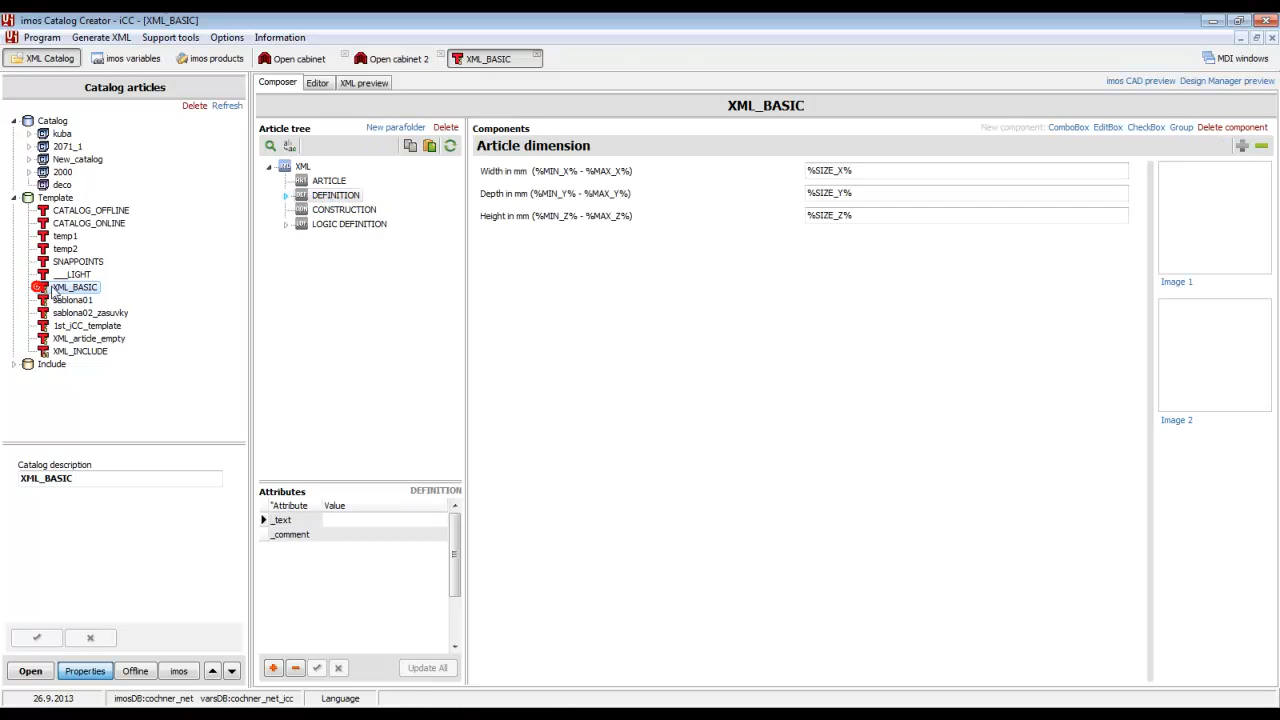 imos Catalog Creator - iCC - [XML_BASIC]
Program Generate XML Support tools Options Information
XML Catalog imos variables imos products Open cabinet Open cabinet 2 XML_BASIC MDI windows
Catalog articles
Delete Refresh
Catalog
kuba
2071_1
New_catalog
2000
deco
Template
CATALOG_OFFLINE
CATALOG_ONLINE
temp1
temp2
SNAPPOINTS
___LIGHT
XML_BASIC
sablona01
sablona02_zasuvky
1st_iCC_template
XML_article_empty
XML_INCLUDE
Include
Catalog description
XML_BASIC
Open Properties Offline imos
Composer Editor XML preview
imos CAD preview Design Manager preview
XML_BASIC
Article tree New parafolder Delete
XML
ARTICLE
DEFINITION
CONSTRUCTION
LOGIC DEFINITION
Attributes DEFINITION
"Attribute Value
_text
_comment
Update All
Components New component: ComboBox EditBox CheckBox Group Delete component
Article dimension
Width in mm (%MIN_X% - %MAX_X%) %SIZE_X%
Depth in mm (%MIN_Y% - %MAX_Y%) %SIZE_Y%
Height in mm (%MIN_Z% - %MAX_Z%) %SIZE_Z%
Image 1
Image 2
26.9.2013 imosDB:cochner_net varsDB:cochner_net_icc Language